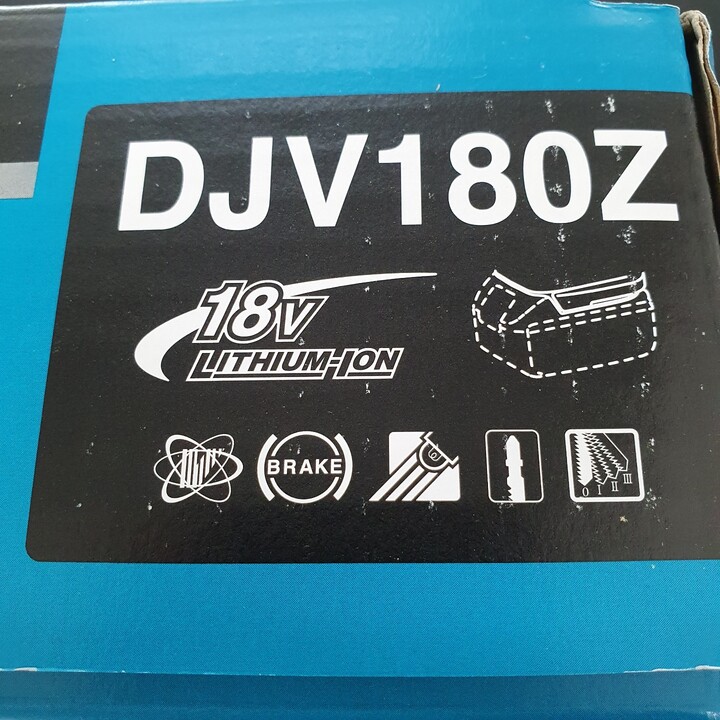 DJV180Z
18V
LITHIUM-ION
BRAKE
0 I II III